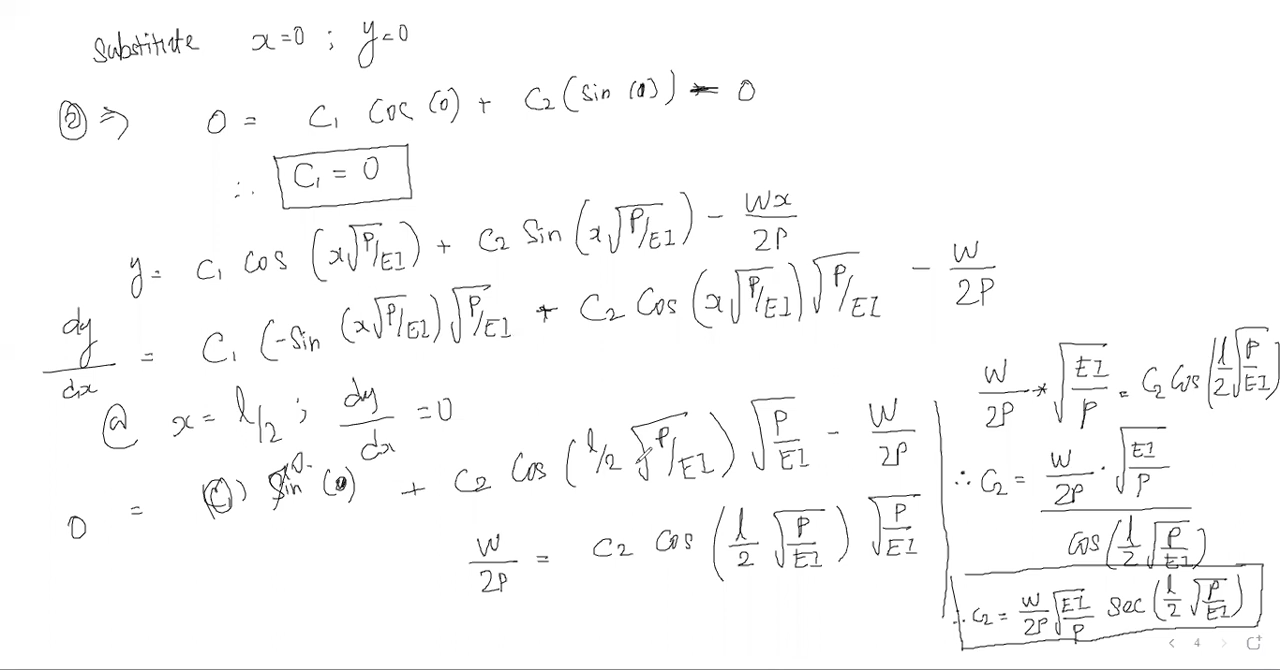 Substitute x=0 ; y=0
② ⇒ 0 = C₁ Cos (0) + C₂ (Sin (0)) - 0
∴ C₁ = 0
y = C₁ Cos (x√P/EI) + C₂ Sin (x√P/EI) - Wx/2P
dy/dx = C₁ (-Sin (x√P/EI) √P/EI + C₂ Cos (x√P/EI) √P/EI - W/2P
@ x = l/2 ; dy/dx = 0
0 = (C₁) Sin (0) + C₂ Cos (l/2 √P/EI) √P/EI - W/2P
W/2P = C₂ Cos (l/2 √P/EI) √P/EI
W/2P * √EI/P = C₂ Cos (l/2 √P/EI)
∴ C₂ = W/2P · √EI/P / Cos (l/2 √P/EI)
∴ C₂ = W/2P √EI/P Sec (l/2 √P/EI)
< 4 >